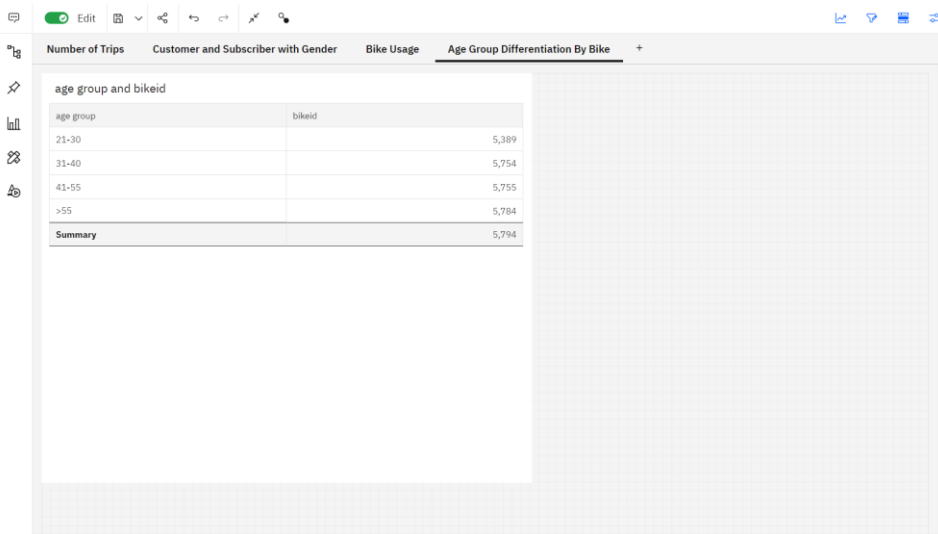 Edit
Number of Trips Customer and Subscriber with Gender Bike Usage Age Group Differentiation By Bike +
age group and bikeid
age group bikeid
21-30 5,389
31-40 5,754
41-55 5,755
>55 5,784
Summary 5,794